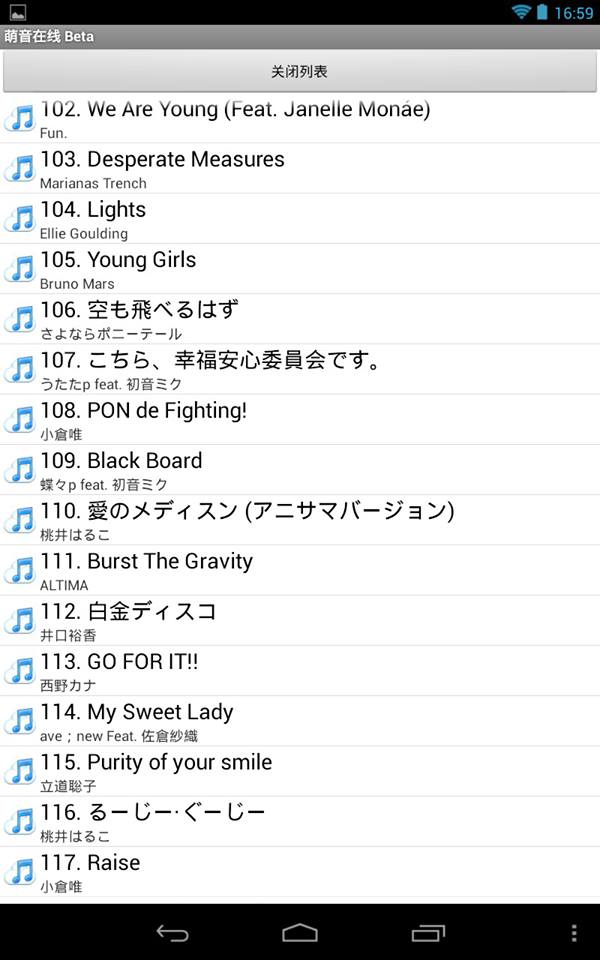 16:59
萌音在线 Beta
关闭列表
102. We Are Young (Feat. Janelle Monáe)
Fun.
103. Desperate Measures
Marianas Trench
104. Lights
Ellie Goulding
105. Young Girls
Bruno Mars
106. 空も飛べるはず
さよならポニーテール
107. こちら、幸福安心委員会です。
うたたp feat. 初音ミク
108. PON de Fighting!
小倉唯
109. Black Board
蝶々p feat. 初音ミク
110. 愛のメディスン (アニサマバージョン)
桃井はるこ
111. Burst The Gravity
ALTIMA
112. 白金ディスコ
井口裕香
113. GO FOR IT!!
西野カナ
114. My Sweet Lady
ave；new Feat. 佐倉紗織
115. Purity of your smile
立道聡子
116. るーじー·ぐーじー
桃井はるこ
117. Raise
小倉唯